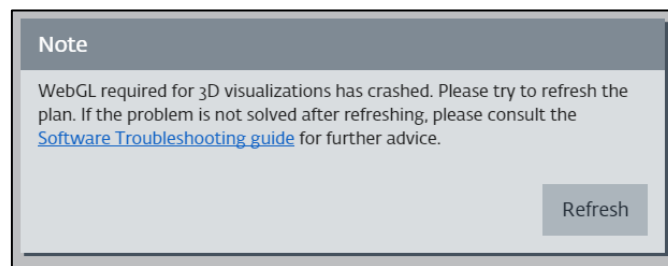 Note
WebGL required for 3D visualizations has crashed. Please try to refresh the
plan. If the problem is not solved after refreshing, please consult the
Software Troubleshooting guide for further advice.
Refresh